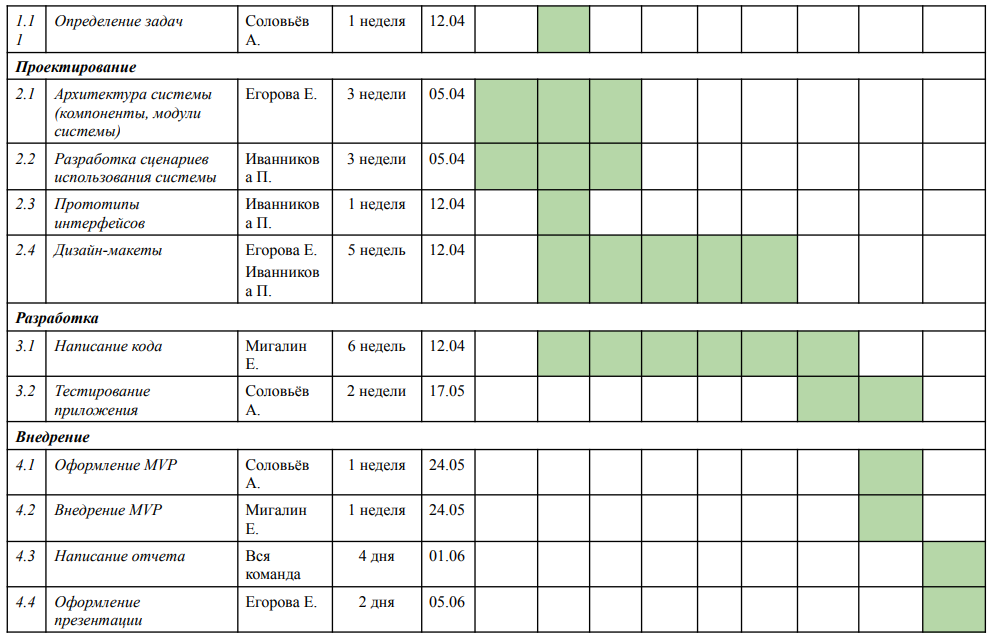 1.1 Определение задач Соловьёв 1 неделя 12.04
1 А.
Проектирование
2.1 Архитектура системы Егорова Е. 3 недели 05.04
(компоненты, модули
системы)
2.2 Разработка сценариев Иванников 3 недели 05.04
использования системы а П.
2.3 Прототипы Иванников 1 неделя 12.04
интерфейсов а П.
2.4 Дизайн-макеты Егорова Е. 5 недель 12.04
Иванников
а П.
Разработка
3.1 Написание кода Мигалин 6 недель 12.04
Е.
3.2 Тестирование Соловьёв 2 недели 17.05
приложения А.
Внедрение
4.1 Оформление MVP Соловьёв 1 неделя 24.05
А.
4.2 Внедрение MVP Мигалин 1 неделя 24.05
Е.
4.3 Написание отчета Вся 4 дня 01.06
команда
4.4 Оформление Егорова Е. 2 дня 05.06
презентации